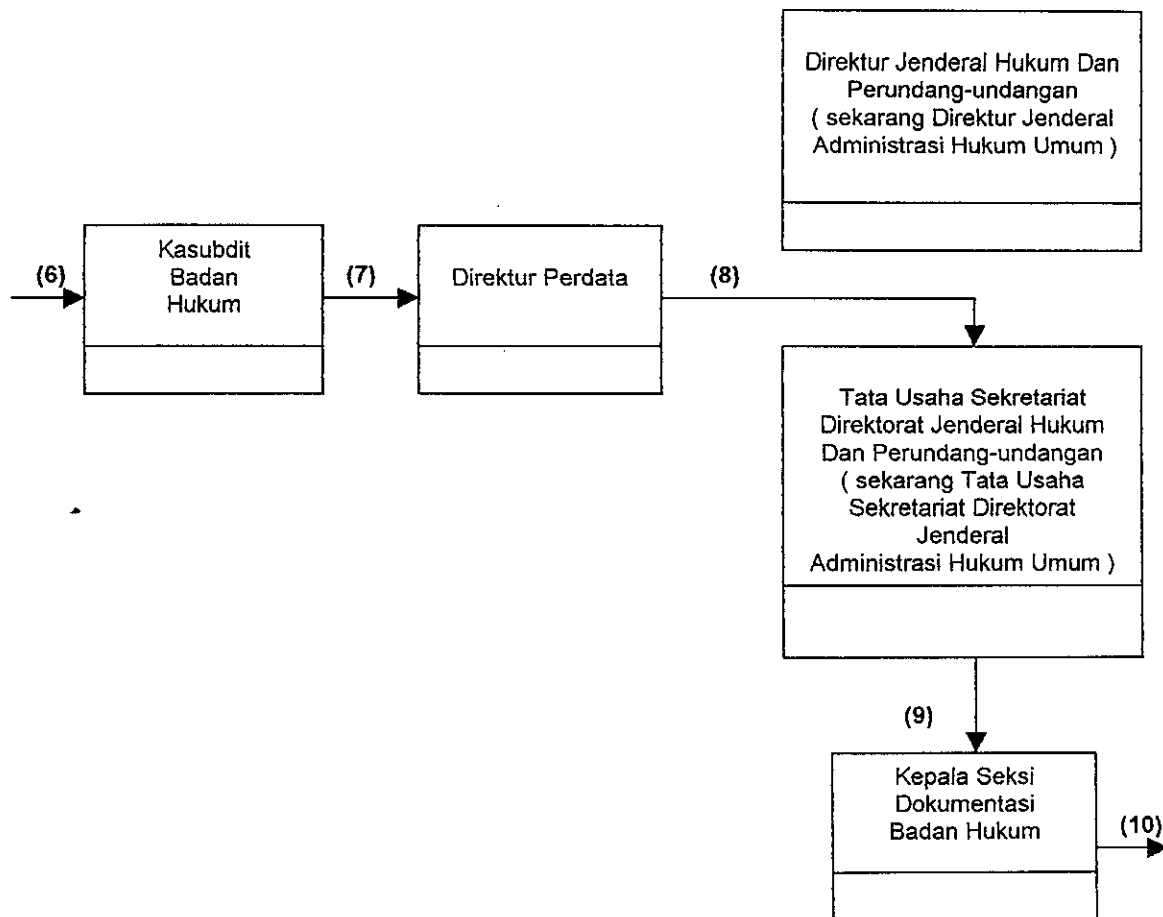 Direktur Jenderal Hukum Dan
Perundang-undangan
( sekarang Direktur Jenderal
Administrasi Hukum Umum )
(6)
Kasubdit
Badan
Hukum
(7)
Direktur Perdata
(8)
Tata Usaha Sekretariat
Direktorat Jenderal Hukum
Dan Perundang-undangan
( sekarang Tata Usaha
Sekretariat Direktorat
Jenderal
Administrasi Hukum Umum )
(9)
Kepala Seksi
Dokumentasi
Badan Hukum
(10)